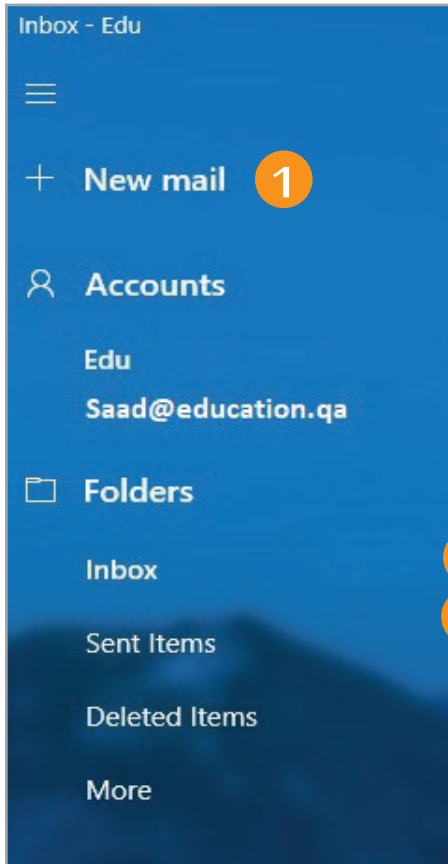 Inbox - Edu
New mail 1
Accounts
Edu
Saad@education.qa
Folders
Inbox
Sent Items
Deleted Items
More